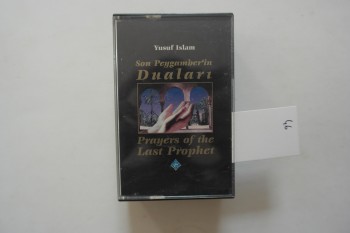 Yusuf Islam
Son Peygamber'in
Duaları
Prayers of the
Last Prophet